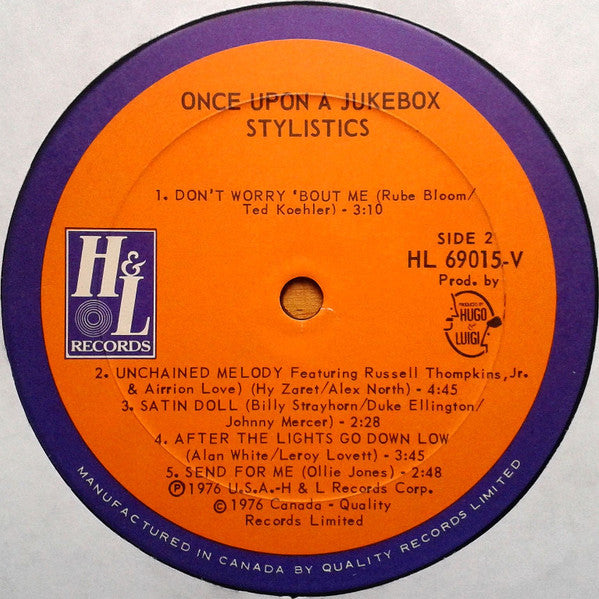 ONCE UPON A JUKEBOX
STYLISTICS
1. DON'T WORRY 'BOUT ME (Rube Bloom/
Ted Koehler) - 3:10
H&L
RECORDS
SIDE 2
HL 69015-V
Prod. by
PRODUCED BY
HUGO
&
LUIGI
2. UNCHAINED MELODY Featuring Russell Thompkins, Jr.
& Airrion Love) (Hy Zaret/Alex North) - 4:45
3. SATIN DOLL (Billy Strayhorn/Duke Ellington/
Johnny Mercer) - 2:28
4. AFTER THE LIGHTS GO DOWN LOW
(Alan White/Leroy Lovett) - 3:45
5. SEND FOR ME (Ollie Jones) - 2:48
Ⓟ 1976 U.S.A.-H & L Records Corp.
© 1976 Canada - Quality
Records Limited
MANUFACTURED IN CANADA BY QUALITY RECORDS LIMITED